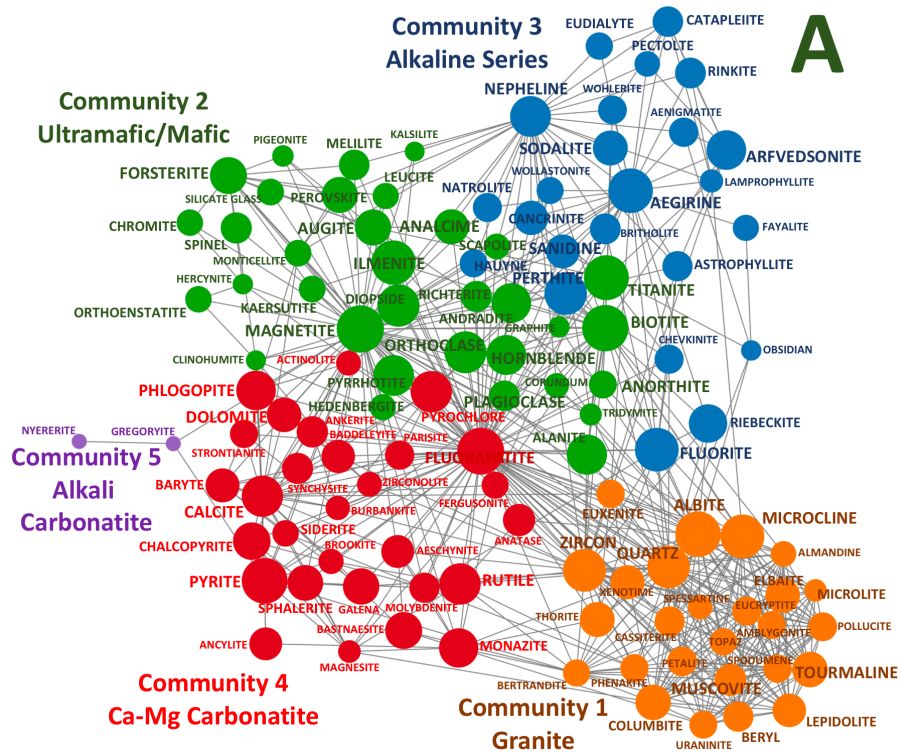 A
Community 3
Alkaline Series
EUDIALYTE
CATAPLEIITE
PECTOLTE
RINKITE
NEPHELINE
WOHLERITE
AENIGMATITE
SODALITE
ARFVEDSONITE
WOLLASTONITE
LAMPROPHYLLITE
NATROLITE
AEGIRINE
CANCRINITE
BRITHOLITE
FAYALITE
SANIDINE
HAUYNE
ASTROPHYLLITE
PERTHITE
CHEVKINITE
OBSIDIAN
RIEBECKITE
FLUORITE
Community 2
Ultramafic/Mafic
PIGEONITE
MELILITE
KALSILITE
FORSTERITE
LEUCITE
SILICATE GLASS
PEROVSKITE
CHROMITE
AUGITE
ANALCIME
SPINEL
SCAPOLITE
MONTICELLITE
ILMENITE
HERCYNITE
TITANITE
DIOPSIDE
RICHTERITE
KAERSUTITE
ORTHOENSTATITE
ANDRADITE
MAGNETITE
GRAPHITE
BIOTITE
ORTHOCLASE
HORNBLENDE
CLINOHUMITE
PYRRHOTITE
CORUNDUM
ANORTHITE
PLAGIOCLASE
HEDENBERGITE
TRIDYMITE
ALANITE
ACTINOLITE
PHLOGOPITE
PYROCHLORE
DOLOMITE
ANKERITE
BADDELEYITE
PARISITE
STRONTIANITE
FLUORAPATITE
BARYTE
SYNCHYSITE
ZIRCONOLITE
CALCITE
BURBANKITE
FERGUSONITE
SIDERITE
ANATASE
CHALCOPYRITE
BROOKITE
AESCHYNITE
PYRITE
RUTILE
SPHALERITE
GALENA
MOLYBDENITE
BASTNAESITE
ANCYLITE
MONAZITE
MAGNESITE
Community 4
Ca-Mg Carbonatite
NYERERITE
GREGORYITE
Community 5
Alkali
Carbonatite
EUXENITE
ALBITE
MICROCLINE
ZIRCON
QUARTZ
ALMANDINE
ELBAITE
XENOTIME
SPESSARTINE
MICROLITE
EUCRYPTITE
THORITE
CASSITERITE
AMBLYGONITE
POLLUCITE
TOPAZ
PETALITE
SPODUMENE
TOURMALINE
BERTRANDITE
PHENAKITE
MUSCOVITE
COLUMBITE
LEPIDOLITE
BERYL
URANINITE
Community 1
Granite